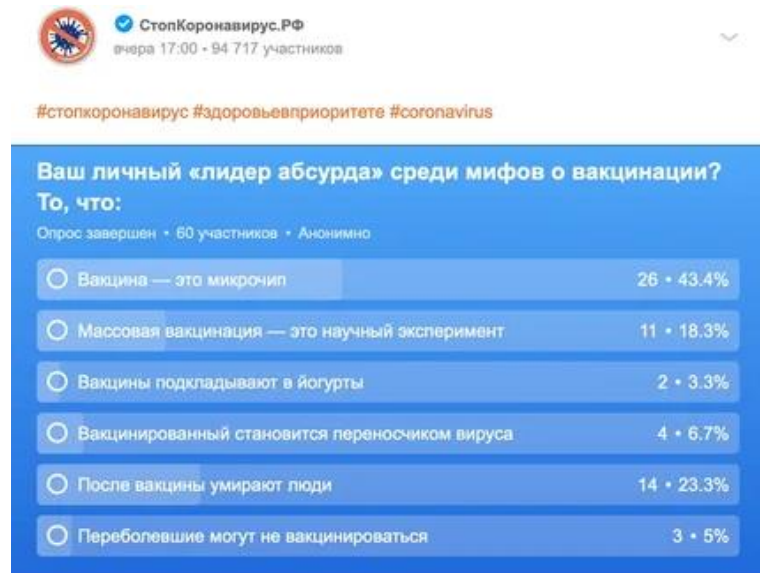 СтопКоронавирус.РФ
вчера 17:00 • 94 717 участников
#стопкоронавирус #здоровьевприоритете #coronavirus
Ваш личный «лидер абсурда» среди мифов о вакцинации?
То, что:
Опрос завершен • 60 участников • Анонимно
Вакцина — это микрочип 26 • 43.4%
Массовая вакцинация — это научный эксперимент 11 • 18.3%
Вакцины подкладывают в йогурты 2 • 3.3%
Вакцинированный становится переносчиком вируса 4 • 6.7%
После вакцины умирают люди 14 • 23.3%
Переболевшие могут не вакцинироваться 3 • 5%